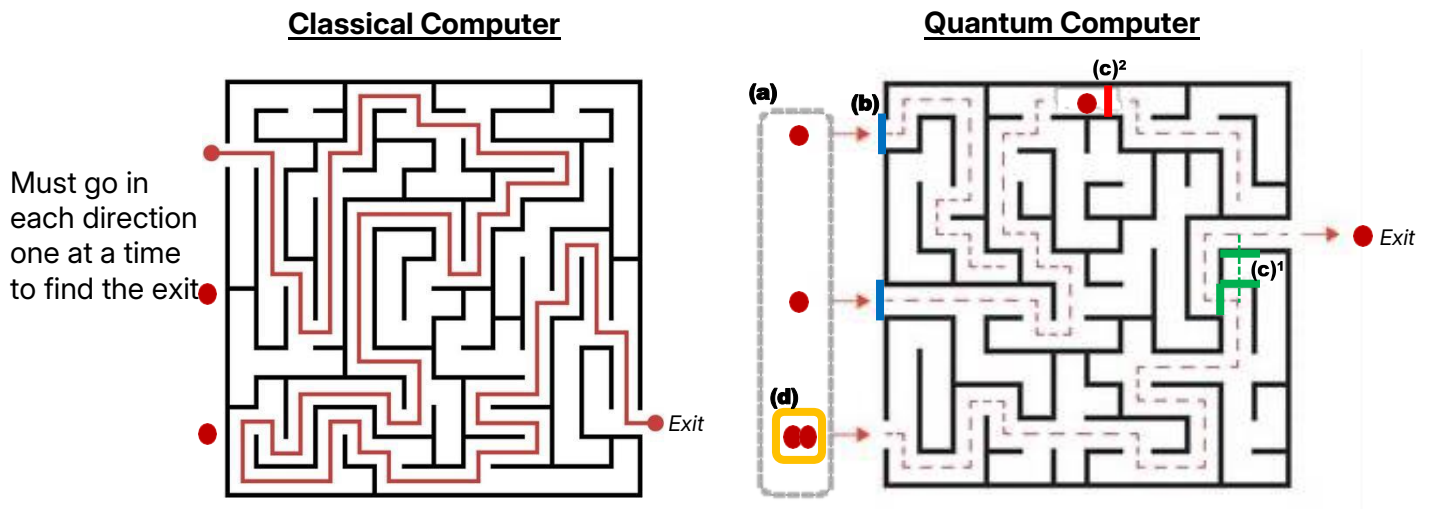 Classical Computer
Quantum Computer
(c)²
(a)
(b)
Must go in
each direction
one at a time
to find the exit
Exit
(c)¹
(d)
Exit